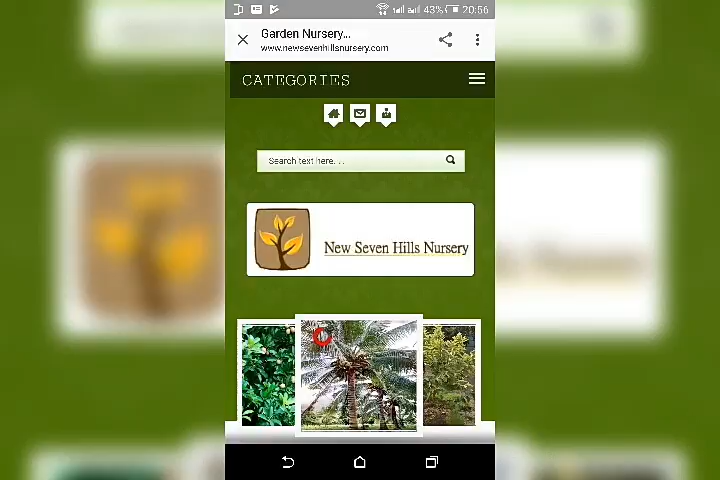 43% 20:56
Garden Nursery...
www.newsevenhillsnursery.com
CATEGORIES
Search text here. . .
New Seven Hills Nursery